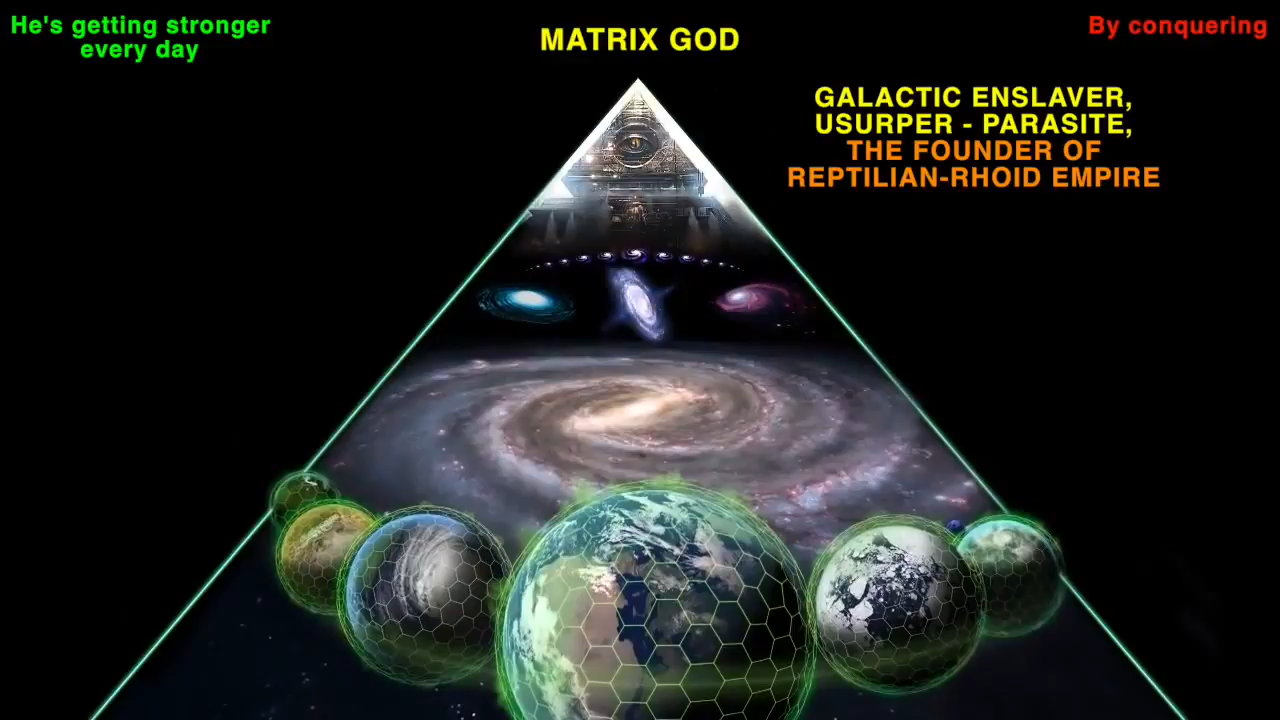 He's getting stronger
every day
MATRIX GOD
By conquering
GALACTIC ENSLAVER,
USURPER - PARASITE,
THE FOUNDER OF
REPTILIAN-RHOID EMPIRE